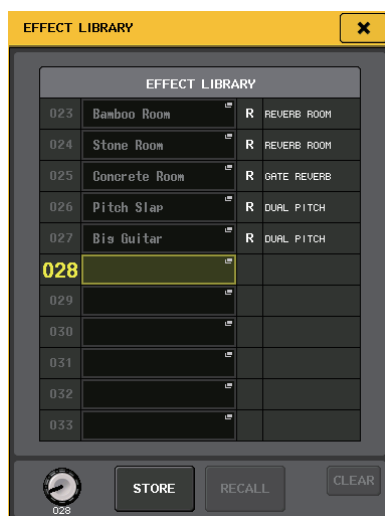 EFFECT LIBRARY
EFFECT LIBRARY
023 Bamboo Room R REVERB ROOM
024 Stone Room R REVERB ROOM
025 Concrete Room R GATE REVERB
026 Pitch Slap R DUAL PITCH
027 Big Guitar R DUAL PITCH
028
029
030
031
032
033
028 STORE RECALL CLEAR